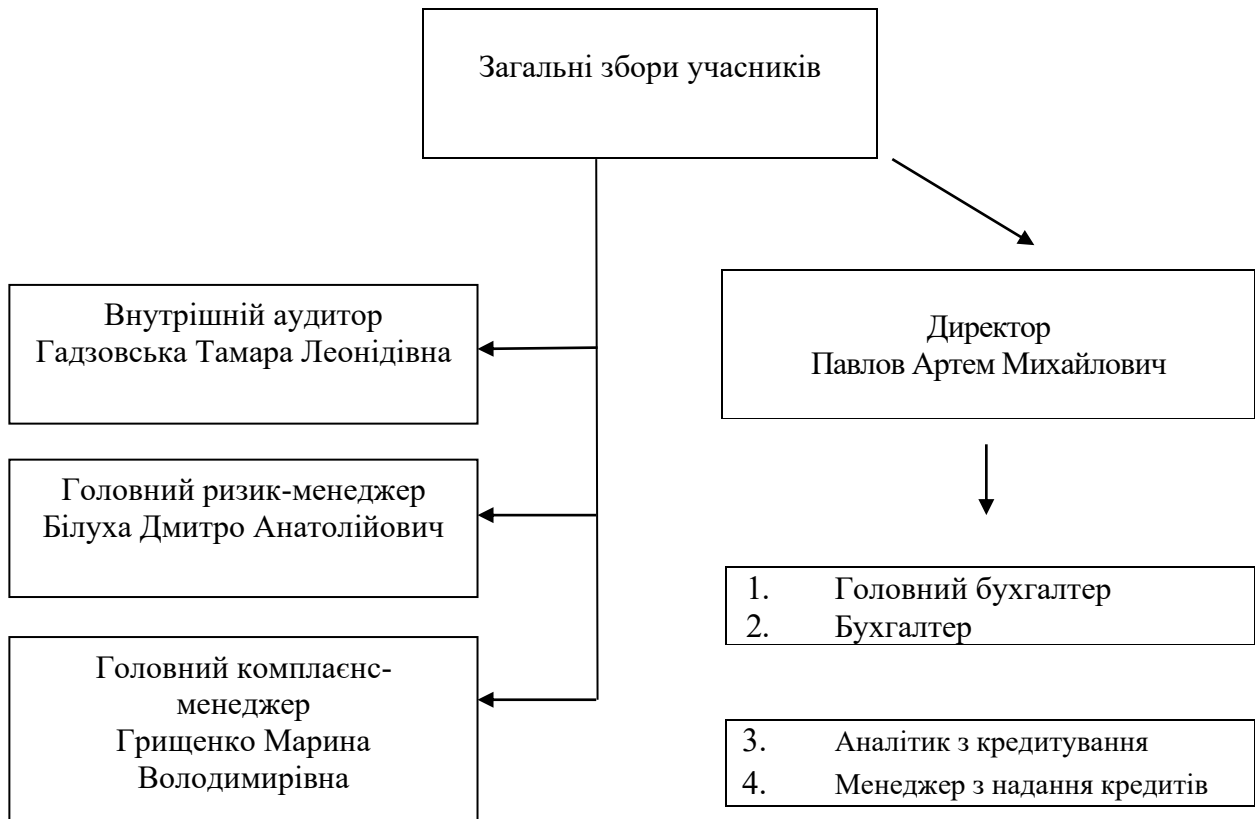 Загальні збори учасників
Внутрішній аудитор
Гадзовська Тамара Леонідівна
Директор
Павлов Артем Михайлович
Головний ризик-менеджер
Білуха Дмитро Анатолійович
1. Головний бухгалтер
2. Бухгалтер
Головний комплаєнс-
менеджер
Грищенко Марина
Володимирівна
3. Аналітик з кредитування
4. Менеджер з надання кредитів